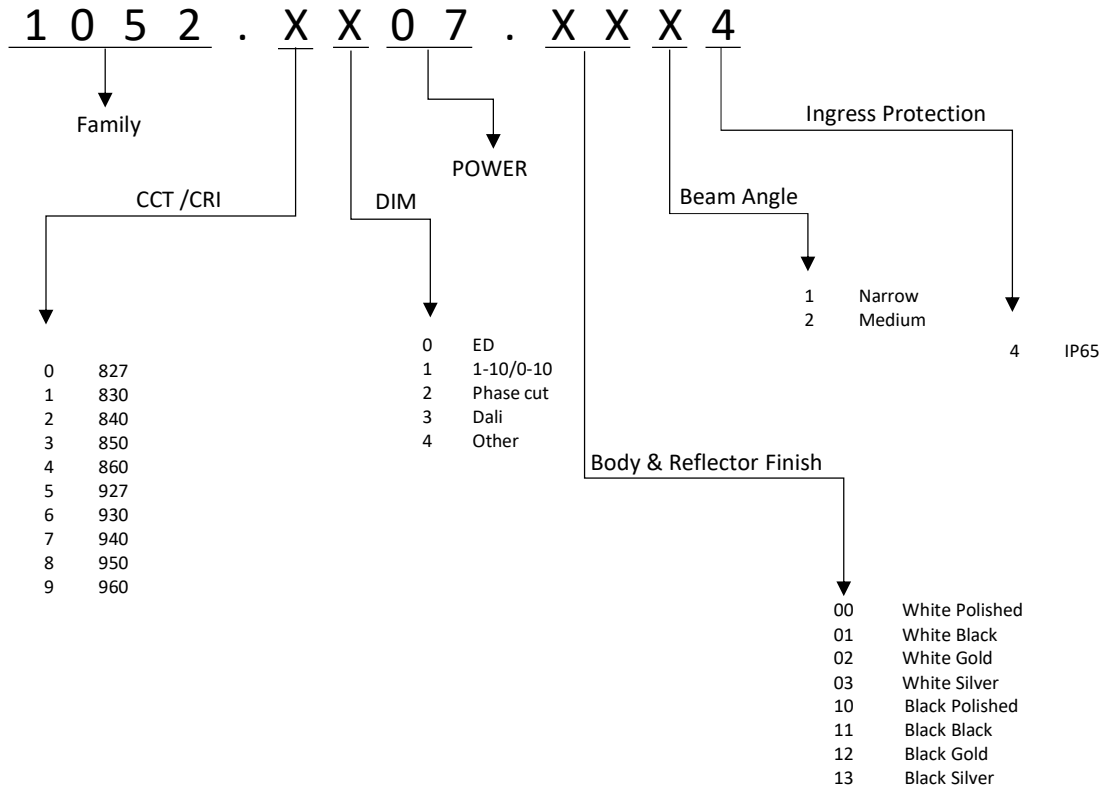 1 0 5 2 . X X 0 7 . X X X 4
Family
POWER
Ingress Protection
CCT /CRI
DIM
Beam Angle
1 Narrow
2 Medium
4 IP65
0 ED
1 1-10/0-10
2 Phase cut
3 Dali
4 Other
0 827
1 830
2 840
3 850
4 860
5 927
6 930
7 940
8 950
9 960
Body & Reflector Finish
00 White Polished
01 White Black
02 White Gold
03 White Silver
10 Black Polished
11 Black Black
12 Black Gold
13 Black Silver